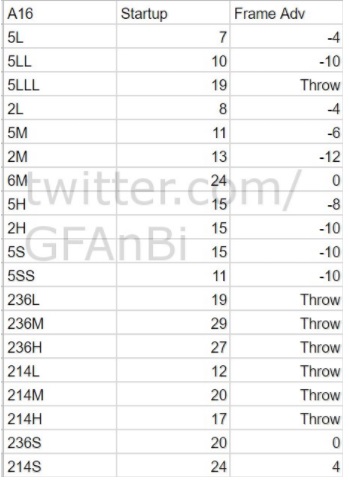 A16 Startup Frame Adv
5L 7 -4
5LL 10 -10
5LLL 19 Throw
2L 8 -4
5M 11 -6
2M 13 -12
6M 24 0
5H 15 -8
2H 15 -10
5S 15 -10
5SS 11 -10
236L 19 Throw
236M 29 Throw
236H 27 Throw
214L 12 Throw
214M 20 Throw
214H 17 Throw
236S 20 0
214S 24 4
twitter.com/
GFAnBi